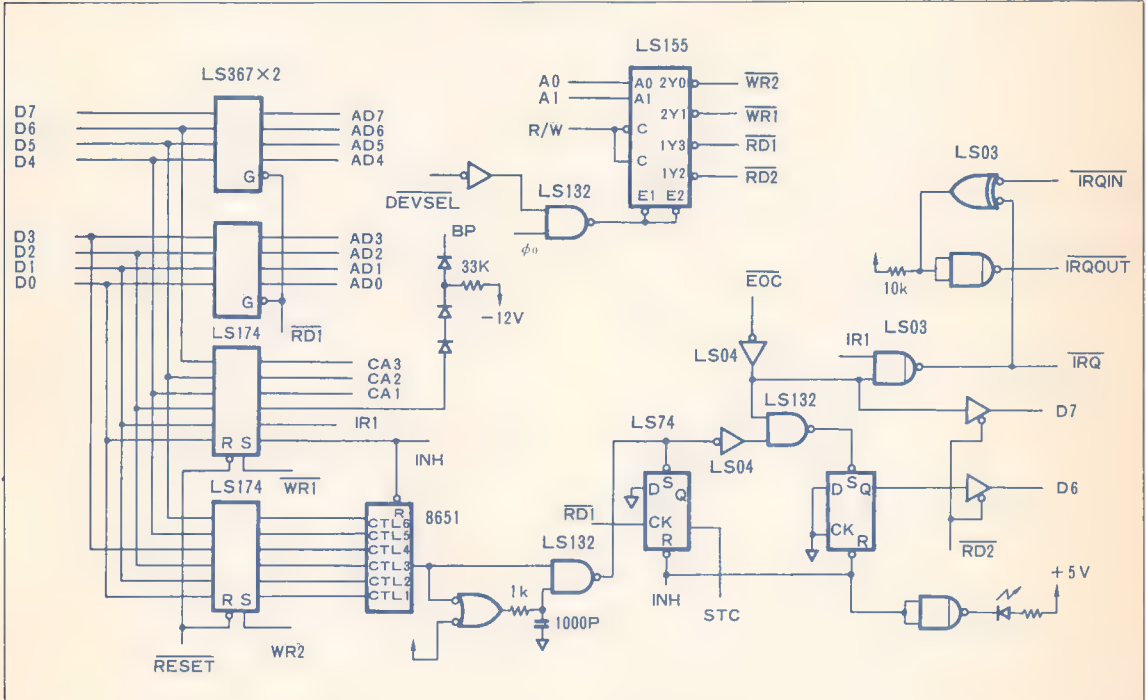 LS367×2
D7
D6
D5
D4
AD7
AD6
AD5
AD4
G
D3
D2
D1
D0
AD3
AD2
AD1
AD0
G
RD1
LS155
A0
A1
R/W
A0 2Y0
A1
2Y1
C
1Y3
C
1Y2
E1 E2
WR2
WR1
RD1
RD2
DEVSEL
LS132
φ0
BP
33K
-12V
LS03
IRQIN
IRQOUT
10k
LS174
CA3
CA2
CA1
IR1
R S
INH
WR1
EOC
LS04
IR1
LS03
IRQ
D7
LS132
LS04
LS74
D S Q
CK
R
RD1
INH
STC
D S Q
CK
R
D6
RD2
+5V
LS174
R S
RESET
WR2
8651
R
CTL6
CTL5
CTL4
CTL3
CTL2
CTL1
LS132
1k
1000P